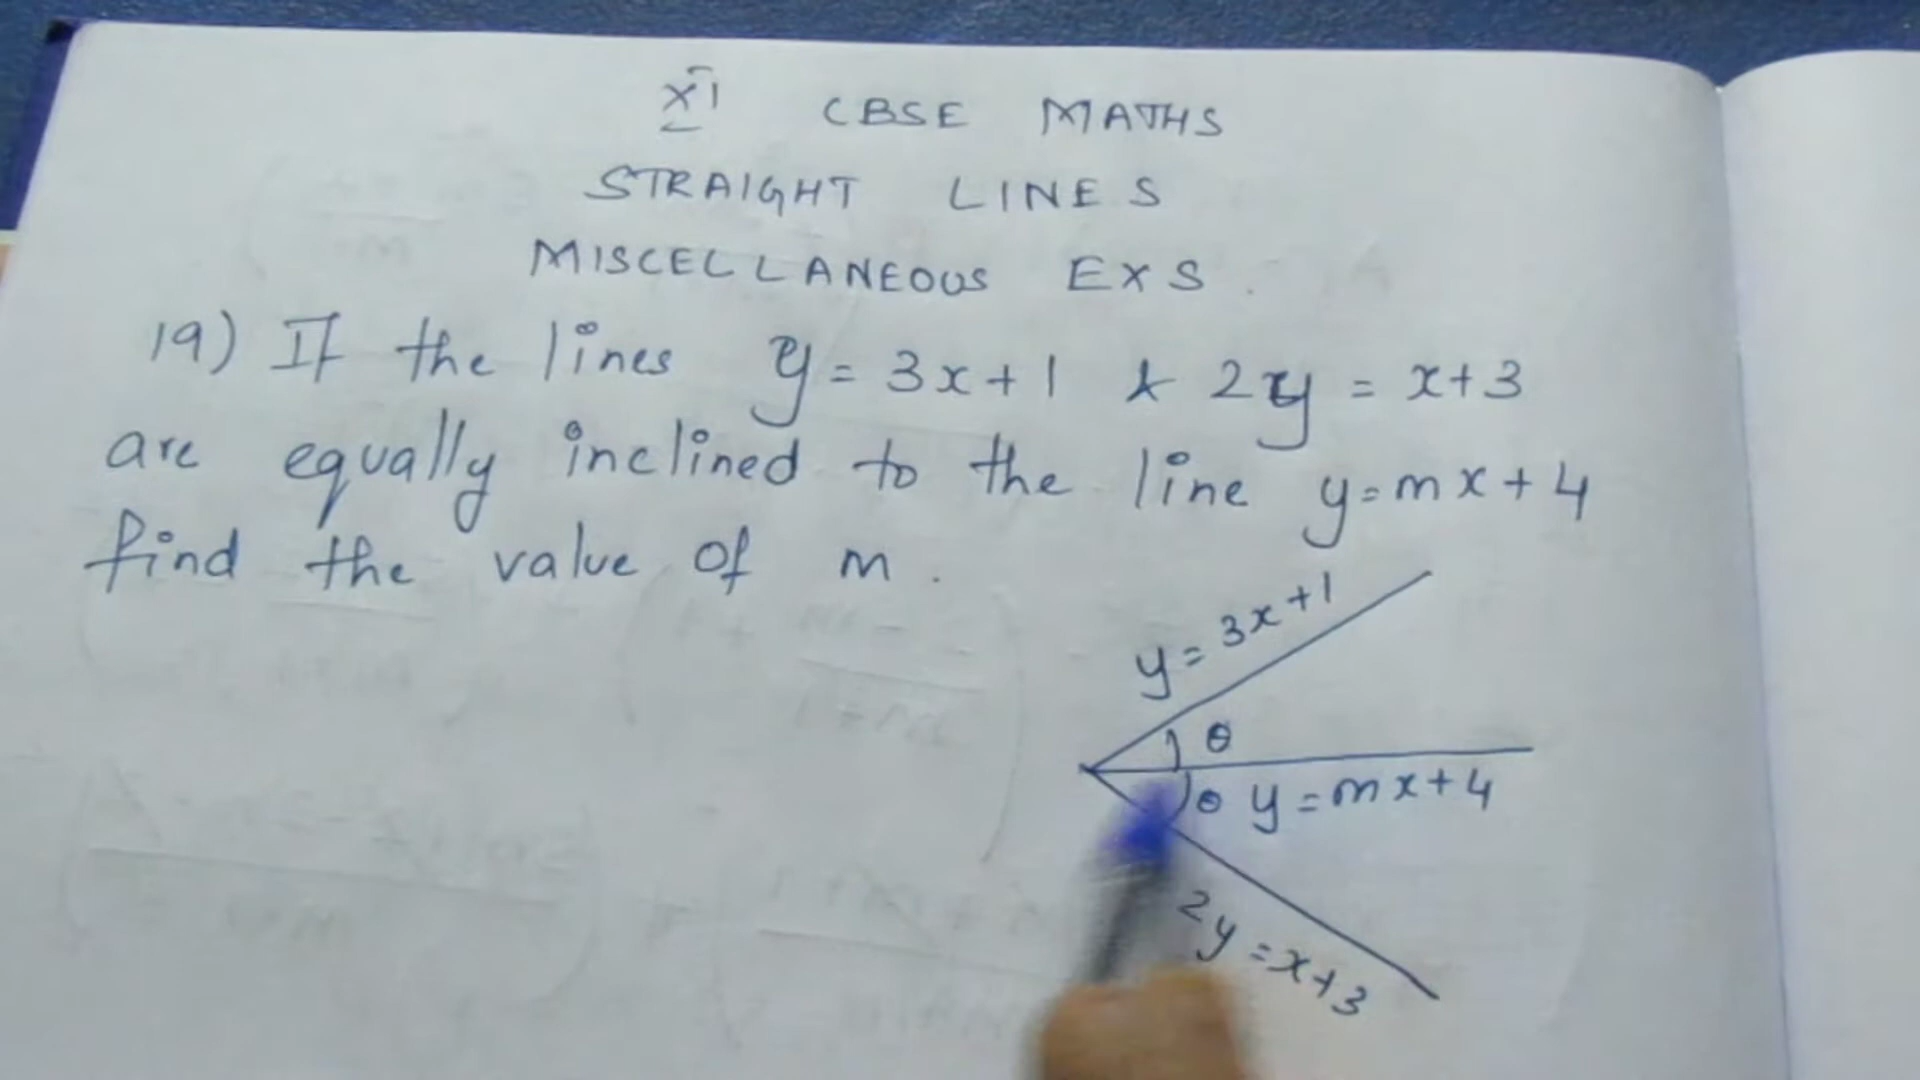 XI CBSE MATHS
STRAIGHT LINES
MISCELLANEOUS EXS.
19) If the lines y = 3x+1 & 2y = x+3
are equally inclined to the line y=mx+4
find the value of m.
y = 3x+1
θ
θ y = mx+4
2y = x+3